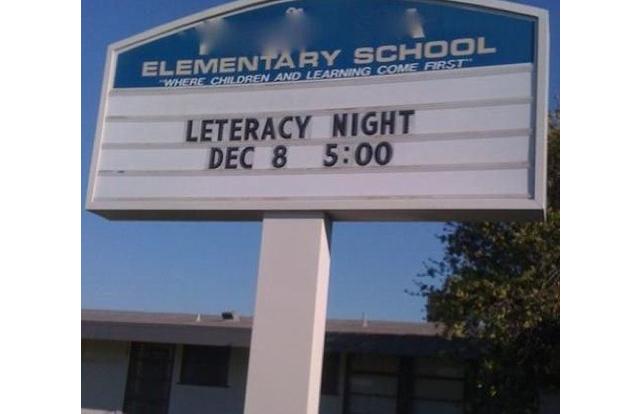 ELEMENTARY SCHOOL
"WHERE CHILDREN AND LEARNING COME FIRST"
LETERACY NIGHT
DEC 8 5:00